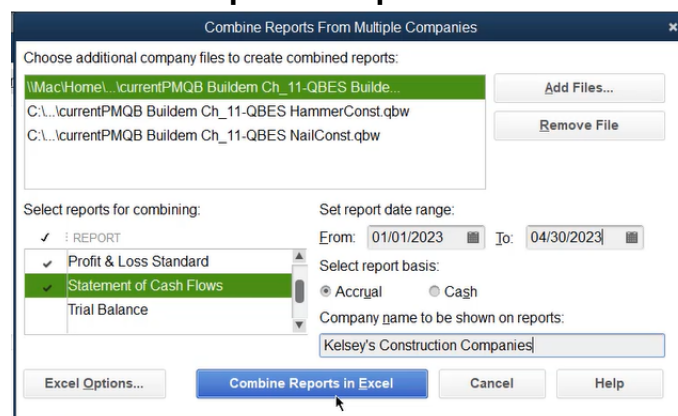 Combine Reports From Multiple Companies
Choose additional company files to create combined reports:
\\Mac\Home\...\currentPMQB Buildem Ch_11-QBES Builde...
Add Files...
C:\...\currentPMQB Buildem Ch_11-QBES HammerConst.qbw
C:\...\currentPMQB Buildem Ch_11-QBES NailConst.qbw
Remove File
Select reports for combining:
REPORT
Profit & Loss Standard
Statement of Cash Flows
Trial Balance
Set report date range:
From: 01/01/2023 To: 04/30/2023
Select report basis:
Accrual Cash
Company name to be shown on reports:
Kelsey's Construction Companies
Excel Options... Combine Reports in Excel Cancel Help